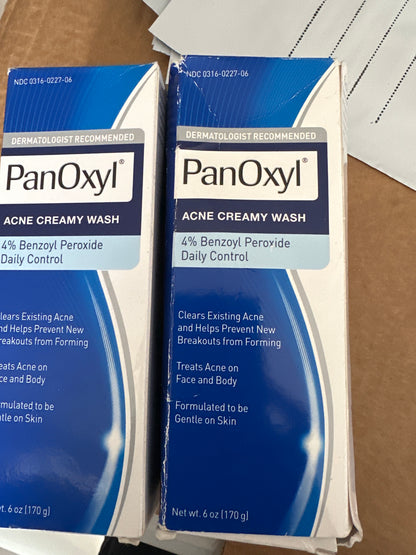 NDC 0316-0227-06
DERMATOLOGIST RECOMMENDED
PanOxyl®
ACNE CREAMY WASH
4% Benzoyl Peroxide
Daily Control
Clears Existing Acne
and Helps Prevent New
Breakouts from Forming
Treats Acne on
Face and Body
Formulated to be
Gentle on Skin
Net wt. 6 oz (170 g)
NDC 0316-0227-06
DERMATOLOGIST RECOMMENDED
PanOxyl®
ACNE CREAMY WASH
4% Benzoyl Peroxide
Daily Control
Clears Existing Acne
and Helps Prevent New
Breakouts from Forming
Treats Acne on
Face and Body
Formulated to be
Gentle on Skin
Net wt. 6 oz (170 g)